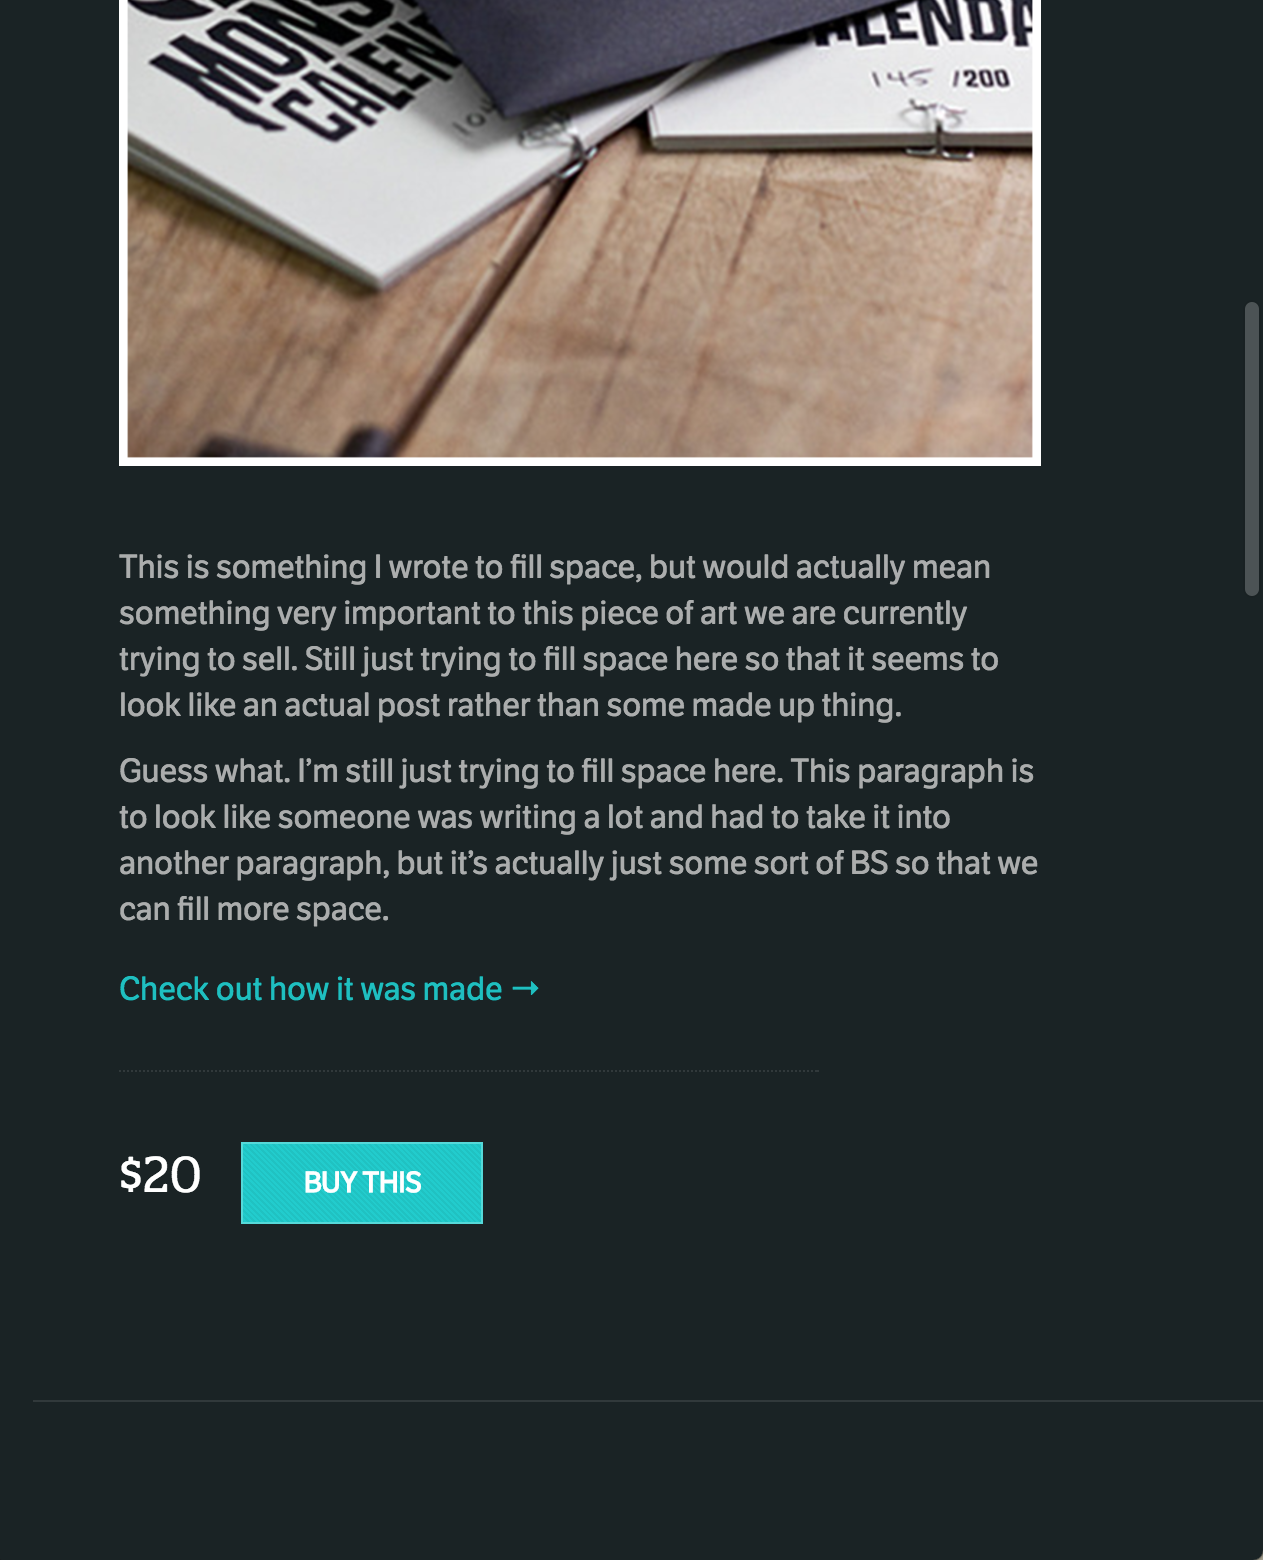 MON
CALEN
10
CALENDA
145 /200
This is something I wrote to fill space, but would actually mean
something very important to this piece of art we are currently
trying to sell. Still just trying to fill space here so that it seems to
look like an actual post rather than some made up thing.
Guess what. I’m still just trying to fill space here. This paragraph is
to look like someone was writing a lot and had to take it into
another paragraph, but it’s actually just some sort of BS so that we
can fill more space.
Check out how it was made →
$20
BUY THIS